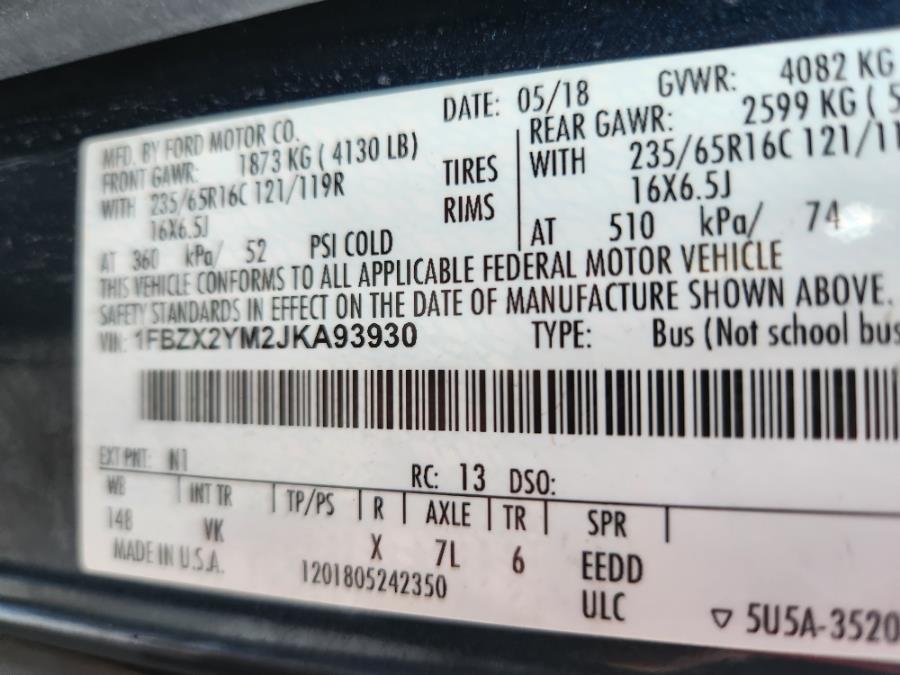 MFD. BY FORD MOTOR CO. DATE: 05/18 GVWR: 4082 KG
FRONT GAWR: 1873 KG ( 4130 LB) REAR GAWR: 2599 KG ( 5
WITH 235/65R16C 121/119R TIRES WITH 235/65R16C 121/11
16X6.5J RIMS 16X6.5J
AT 360 kPa/ 52 PSI COLD AT 510 kPa/ 74
THIS VEHICLE CONFORMS TO ALL APPLICABLE FEDERAL MOTOR VEHICLE
SAFETY STANDARDS IN EFFECT ON THE DATE OF MANUFACTURE SHOWN ABOVE.
VIN: 1FBZX2YM2JKA93930 TYPE: Bus (Not school bus
EXT PNT: N1 RC: 13 DSO:
WB INT TR TP/PS R AXLE TR SPR
148 VK X 7L 6 EEDD
MADE IN U.S.A. 1201805242350 ULC ▽ 5U5A-3520